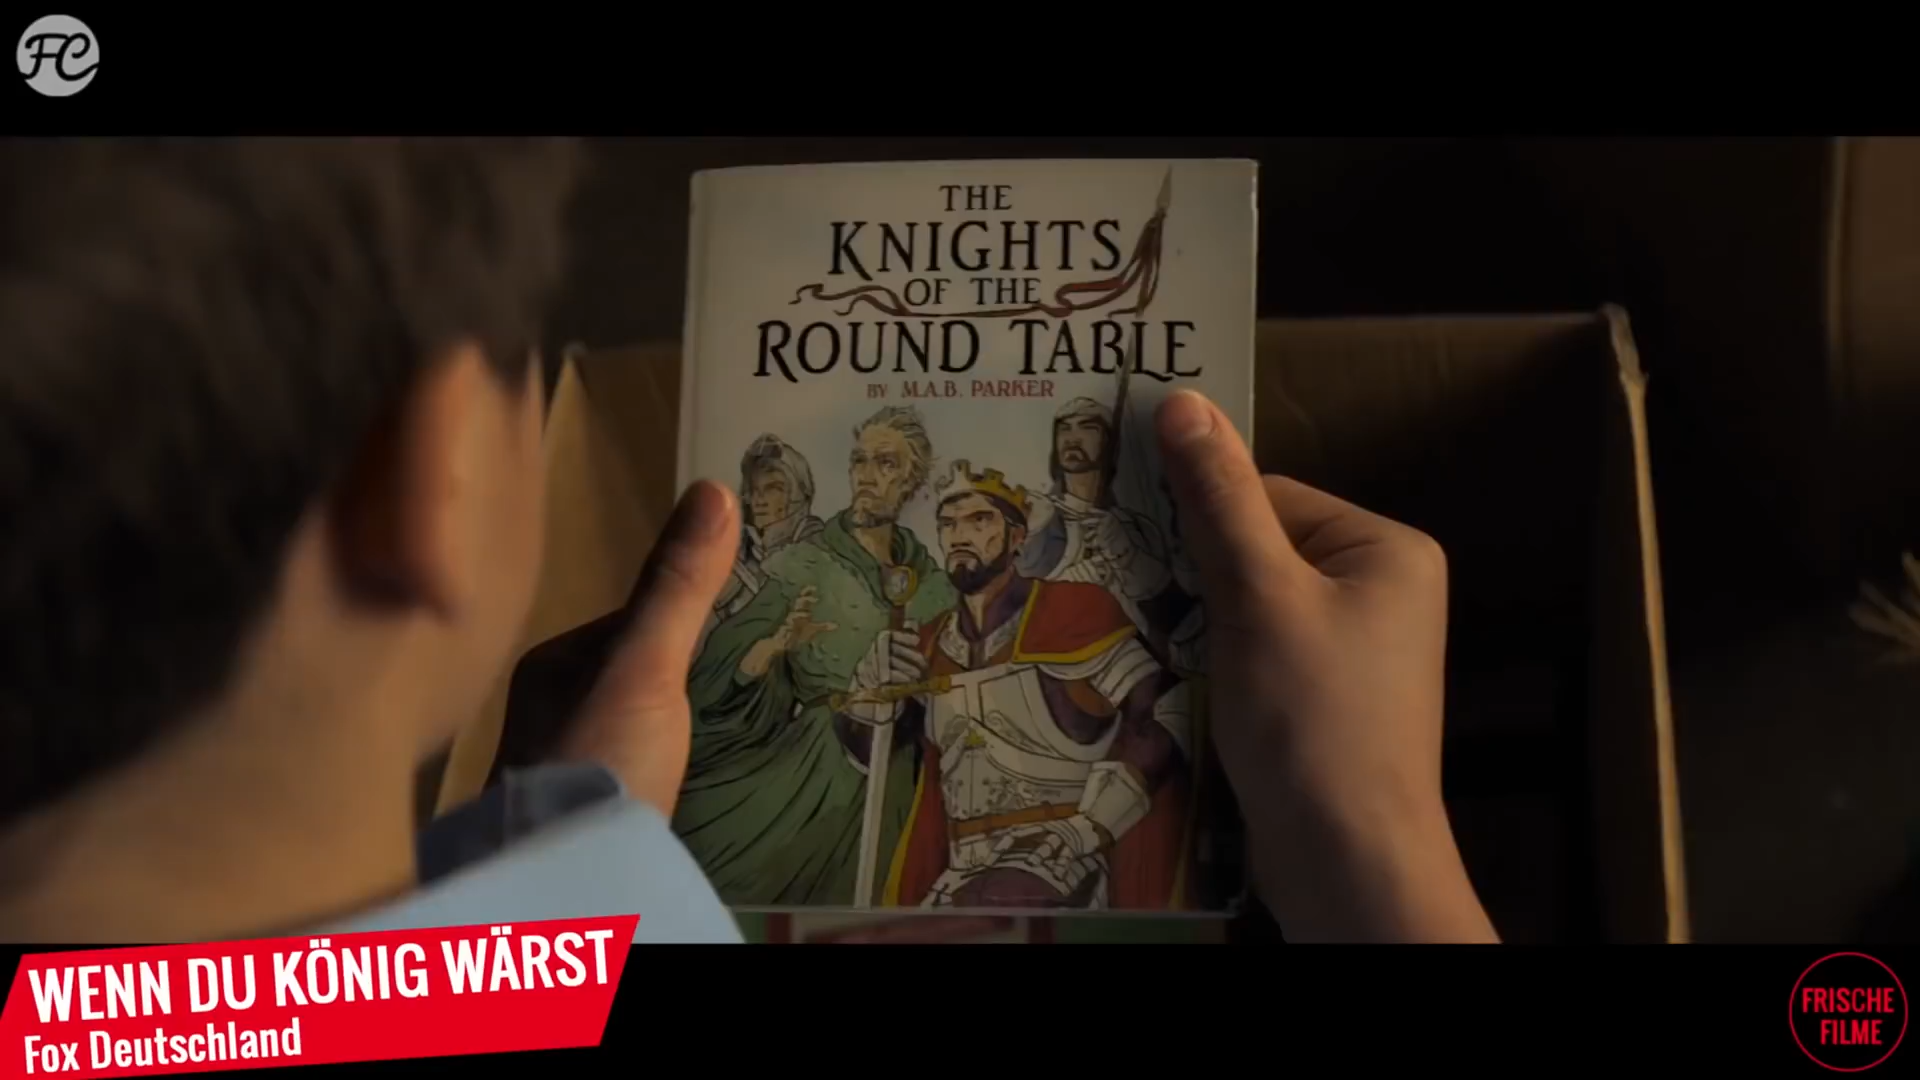 FC
THE
KNIGHTS
OF THE
ROUND TABLE
BY M.A.B. PARKER
WENN DU KÖNIG WÄRST
Fox Deutschland
FRISCHE
FILME